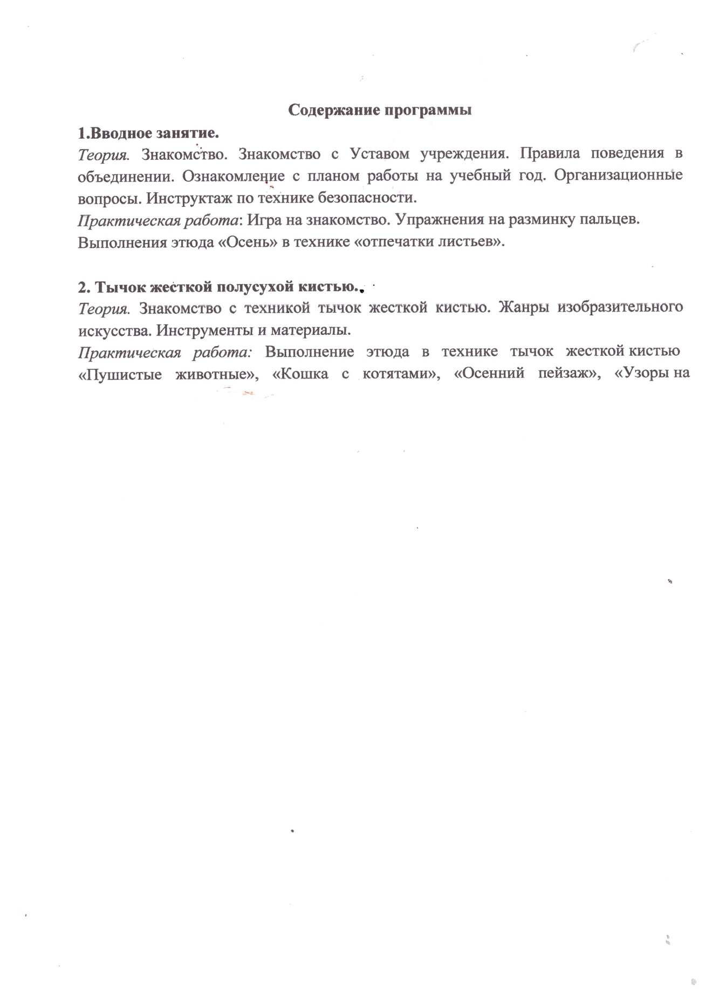 Содержание программы
1.Вводное занятие.
Теория. Знакомство. Знакомство с Уставом учреждения. Правила поведения в
объединении. Ознакомление с планом работы на учебный год. Организационные
вопросы. Инструктаж по технике безопасности.
Практическая работа: Игра на знакомство. Упражнения на разминку пальцев.
Выполнения этюда «Осень» в технике «отпечатки листьев».
2. Тычок жесткой полусухой кистью..
Теория. Знакомство с техникой тычок жесткой кистью. Жанры изобразительного
искусства. Инструменты и материалы.
Практическая работа: Выполнение этюда в технике тычок жесткой кистью
«Пушистые животные», «Кошка с котятами», «Осенний пейзаж», «Узоры на